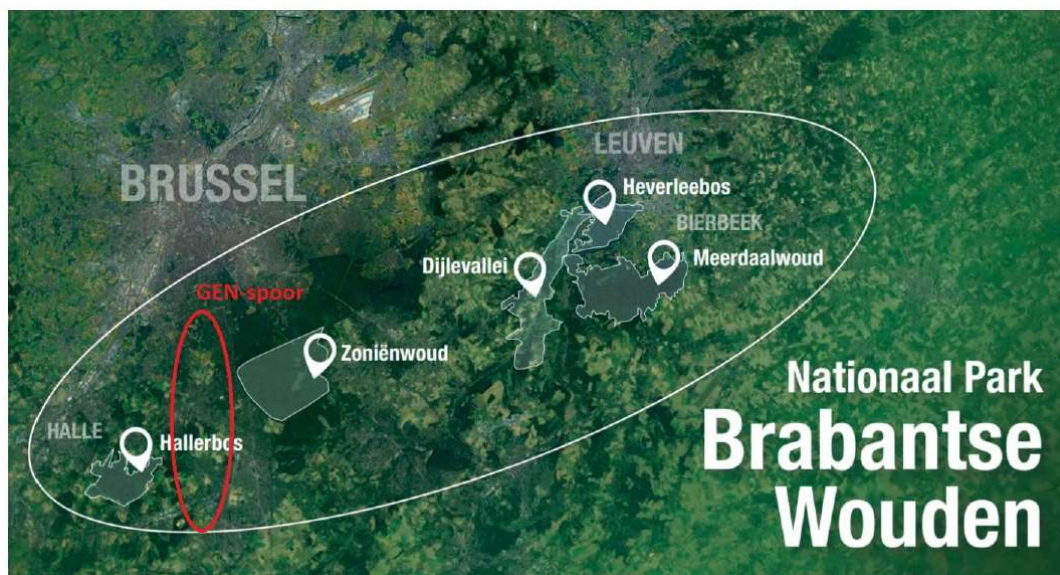 BRUSSEL
LEUVEN
Heverleebos
BIERBEEK
Dijlevallei
Meerdaalwoud
GEN-spoor
Zoniënwoud
HALLE
Hallerbos
Nationaal Park
Brabantse
Wouden